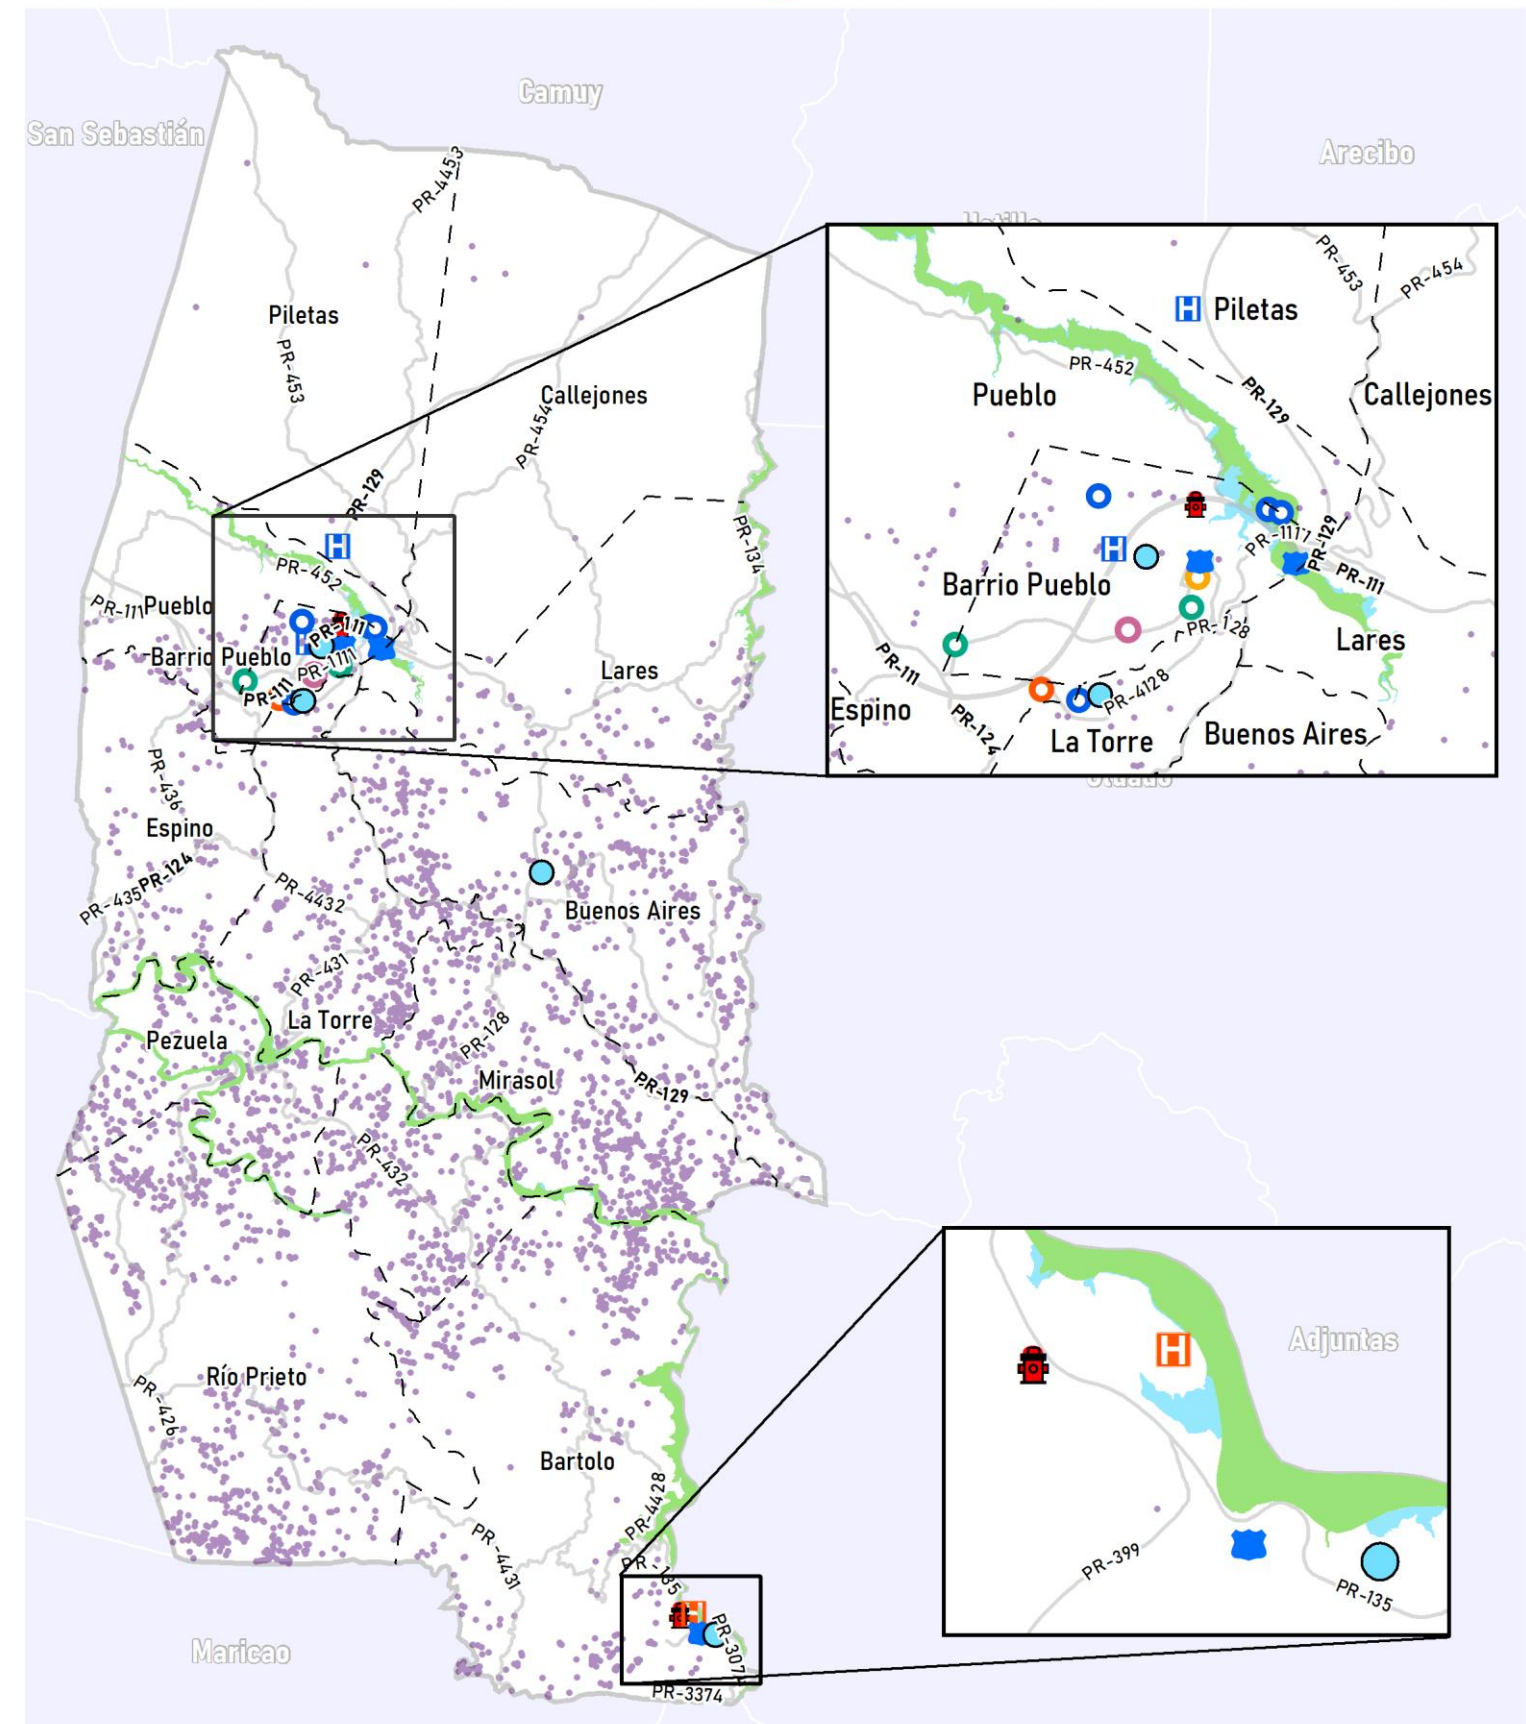 Camuy
San Sebastián
Arecibo
PR-4453
Piletas
PR-453
Callejones
PR-454
PR-129
PR-134
PR-452
PR-111
Pueblo
Barrio Pueblo
PR-111
PR-1111
PR-111
Lares
PR-436
Espino
PR-124
PR-435
PR-4432
Buenos Aires
PR-431
La Torre
PR-128
Pezuela
Mirasol
PR-129
PR-432
Río Prieto
PR-426
Bartolo
PR-4428
PR-4431
PR-135
PR-3374
Maricao
H
H
PR-453
PR-454
H
Piletas
PR-452
Pueblo
PR-129
Callejones
PR-129
PR-111
H
Barrio Pueblo
PR-128
Lares
PR-111
PR-4128
Espino
PR-124
La Torre
Buenos Aires
H
Adjuntas
PR-399
PR-135